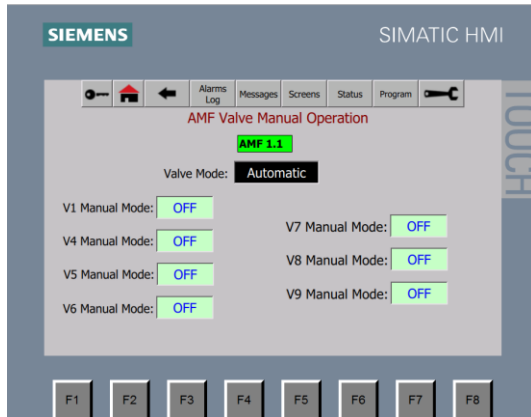 SIEMENS
SIMATIC HMI
TOUCH
Alarms Log
Messages
Screens
Status
Program
AMF Valve Manual Operation
AMF 1.1
Valve Mode: Automatic
V1 Manual Mode: OFF
V4 Manual Mode: OFF
V5 Manual Mode: OFF
V6 Manual Mode: OFF
V7 Manual Mode: OFF
V8 Manual Mode: OFF
V9 Manual Mode: OFF
F1 F2 F3 F4 F5 F6 F7 F8